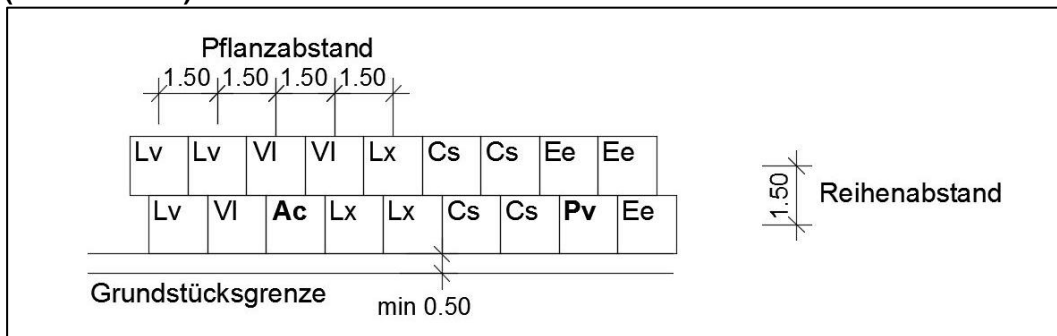 Pflanzabstand
1.50 1.50 1.50 1.50
Lv Lv Vl Vl Lx Cs Cs Ee Ee
1.50 Reihenabstand
Lv Vl Ac Lx Lx Cs Cs Pv Ee
Grundstücksgrenze
min 0.50